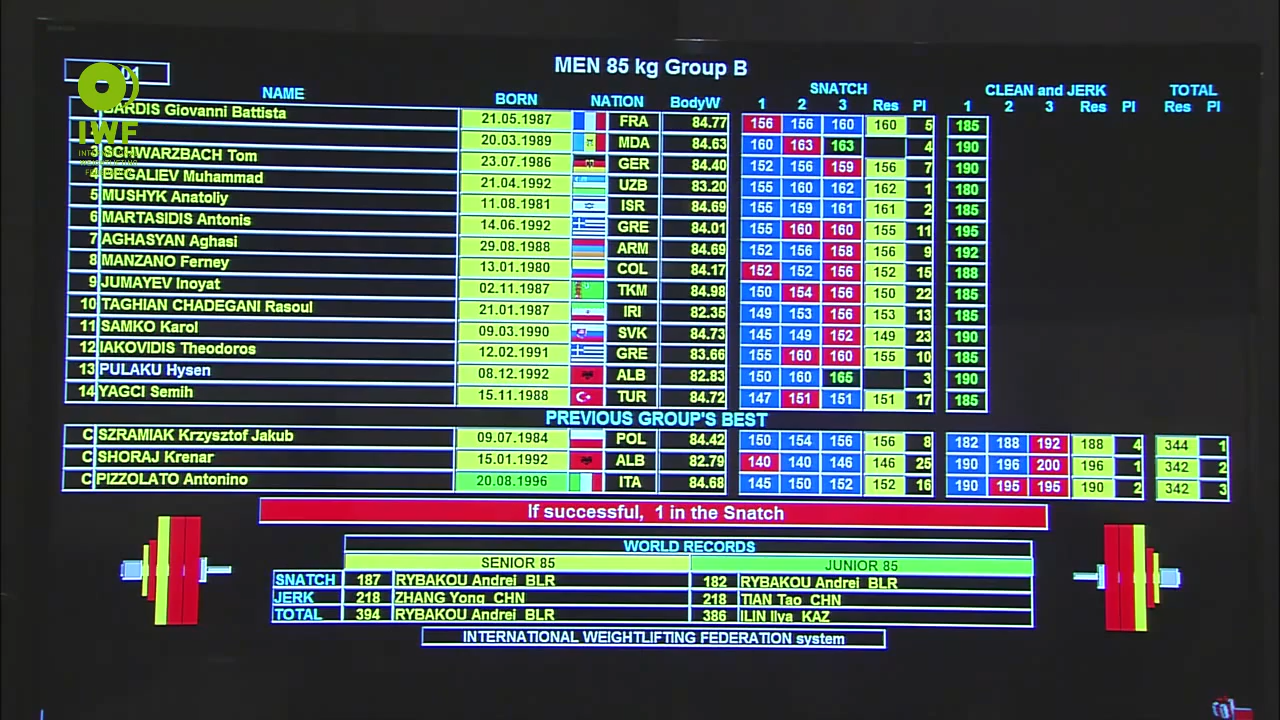 MEN 85 kg Group B
IWF
NAME BORN NATION BodyW SNATCH CLEAN and JERK TOTAL
1 2 3 Res Pl 1 2 3 Res Pl Res Pl
BARDIS Giovanni Battista 21.05.1987 FRA 84.77 156 156 160 160 5 185
20.03.1989 MDA 84.63 160 163 163 4 190
3 SCHWARZBACH Tom 23.07.1986 GER 84.40 152 156 159 156 7 190
BEGALIEV Muhammad 21.04.1992 UZB 83.20 155 160 162 162 1 180
5 MUSHYK Anatoliy 11.08.1981 ISR 84.69 155 159 161 161 2 185
6 MARTASIDIS Antonis 14.06.1992 GRE 84.01 155 160 160 155 11 195
7 AGHASYAN Aghasi 29.08.1988 ARM 84.69 152 156 158 156 9 192
8 MANZANO Ferney 13.01.1980 COL 84.17 152 152 156 152 15 188
9 JUMAYEV Inoyat 02.11.1987 TKM 84.98 150 154 156 150 22 185
10 TAGHIAN CHADEGANI Rasoul 21.01.1987 IRI 82.35 149 153 156 153 13 185
11 SAMKO Karol 09.03.1990 SVK 84.73 145 149 152 149 23 190
12 IAKOVIDIS Theodoros 12.02.1991 GRE 83.66 155 160 160 155 10 185
13 PULAKU Hysen 08.12.1992 ALB 82.83 150 160 165 3 190
14 YAGCI Semih 15.11.1988 TUR 84.72 147 151 151 151 17 185
PREVIOUS GROUP'S BEST
C SZRAMIAK Krzysztof Jakub 09.07.1984 POL 84.42 150 154 156 156 8 182 188 192 188 4 344 1
C SHORAJ Krenar 15.01.1992 ALB 82.79 140 140 146 146 25 190 196 200 196 1 342 2
C PIZZOLATO Antonino 20.08.1996 ITA 84.68 145 150 152 152 16 190 195 195 190 2 342 3
If successful, 1 in the Snatch
WORLD RECORDS
SENIOR 85 JUNIOR 85
SNATCH 187 RYBAKOU Andrei BLR 182 RYBAKOU Andrei BLR
JERK 218 ZHANG Yong CHN 218 TIAN Tao CHN
TOTAL 394 RYBAKOU Andrei BLR 386 ILIN Ilya KAZ
INTERNATIONAL WEIGHTLIFTING FEDERATION system